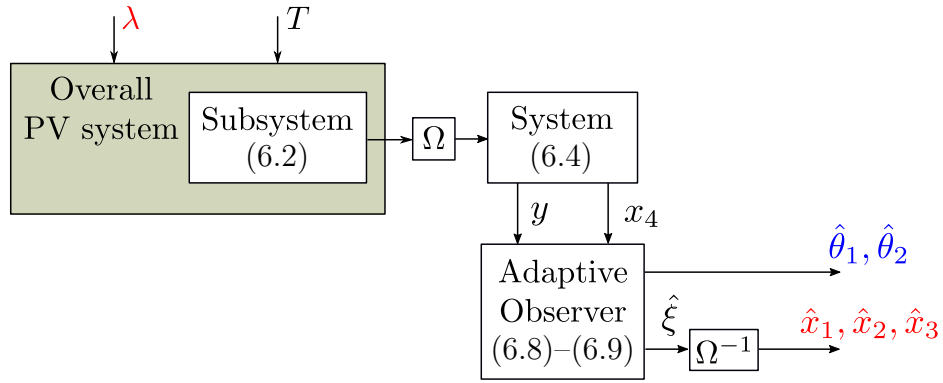 λ
T
Overall
PV system
Subsystem
(6.2)
Ω
System
(6.4)
y
x₄
Adaptive
Observer
(6.8)–(6.9)
θ̂₁, θ̂₂
ξ̂
Ω⁻¹
x̂₁, x̂₂, x̂₃